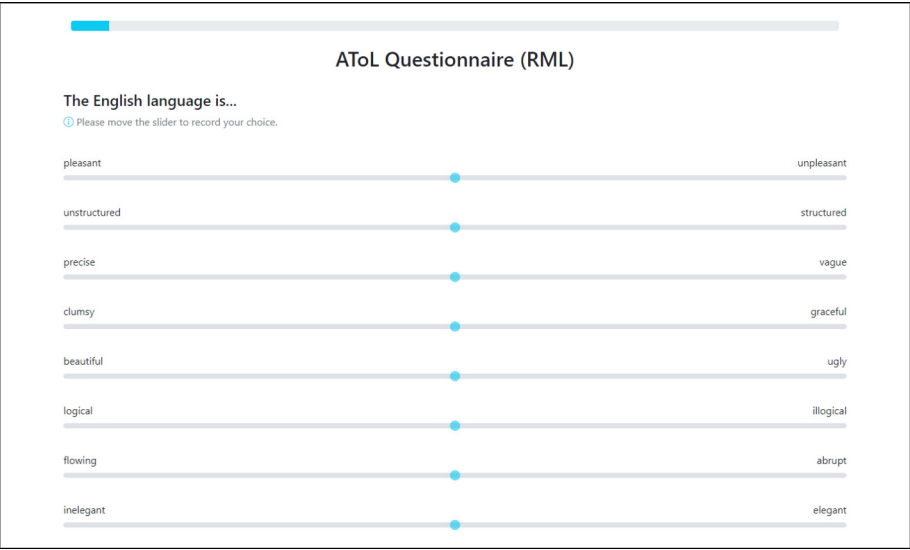 AToL Questionnaire (RML)
The English language is...
Please move the slider to record your choice.
pleasant unpleasant
unstructured structured
precise vague
clumsy graceful
beautiful ugly
logical illogical
flowing abrupt
inelegant elegant